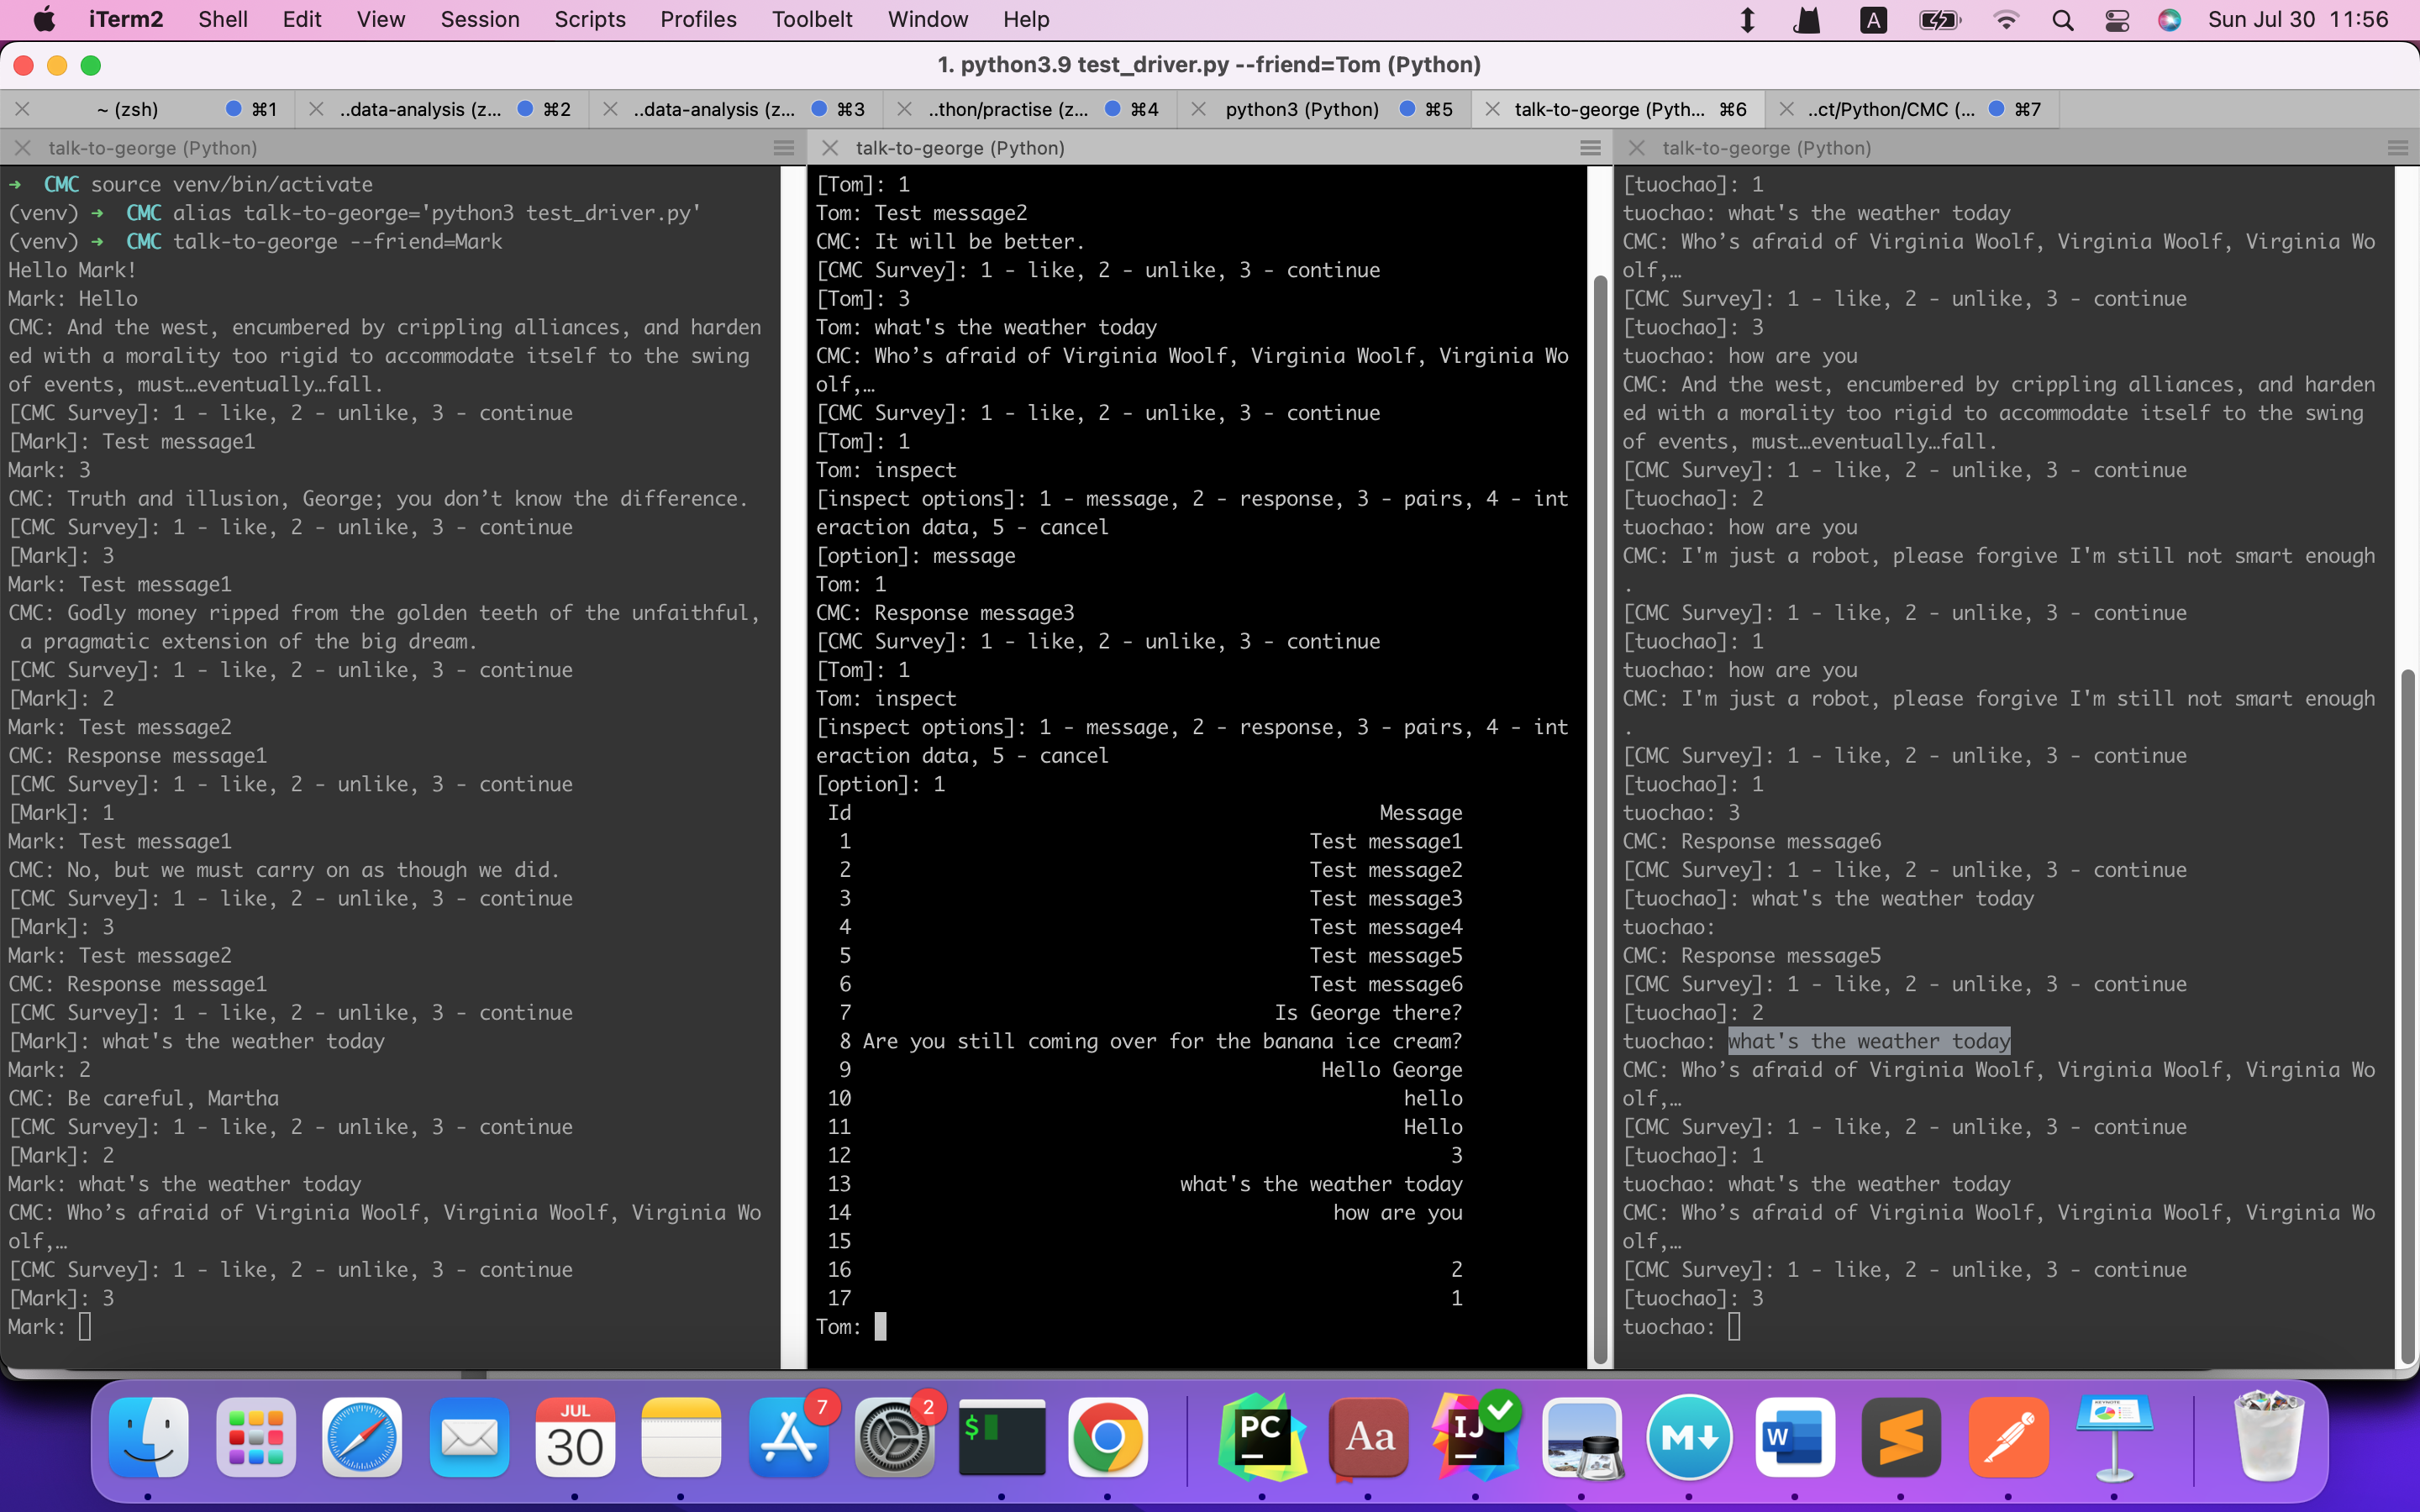 iTerm2 Shell Edit View Session Scripts Profiles Toolbelt Window Help A Sun Jul 30 11:56
1. python3.9 test_driver.py --friend=Tom (Python)
~ (zsh) ⌘1 ..data-analysis (z... ⌘2 ..data-analysis (z... ⌘3 ..thon/practise (z... ⌘4 python3 (Python) ⌘5 talk-to-george (Pyth... ⌘6 ..ct/Python/CMC (... ⌘7
talk-to-george (Python)
➜ CMC source venv/bin/activate
(venv) ➜ CMC alias talk-to-george='python3 test_driver.py'
(venv) ➜ CMC talk-to-george --friend=Mark
Hello Mark!
Mark: Hello
CMC: And the west, encumbered by crippling alliances, and harden
ed with a morality too rigid to accommodate itself to the swing
of events, must…eventually…fall.
[CMC Survey]: 1 - like, 2 - unlike, 3 - continue
[Mark]: Test message1
Mark: 3
CMC: Truth and illusion, George; you don’t know the difference.
[CMC Survey]: 1 - like, 2 - unlike, 3 - continue
[Mark]: 3
Mark: Test message1
CMC: Godly money ripped from the golden teeth of the unfaithful,
 a pragmatic extension of the big dream.
[CMC Survey]: 1 - like, 2 - unlike, 3 - continue
[Mark]: 2
Mark: Test message2
CMC: Response message1
[CMC Survey]: 1 - like, 2 - unlike, 3 - continue
[Mark]: 1
Mark: Test message1
CMC: No, but we must carry on as though we did.
[CMC Survey]: 1 - like, 2 - unlike, 3 - continue
[Mark]: 3
Mark: Test message2
CMC: Response message1
[CMC Survey]: 1 - like, 2 - unlike, 3 - continue
[Mark]: what's the weather today
Mark: 2
CMC: Be careful, Martha
[CMC Survey]: 1 - like, 2 - unlike, 3 - continue
[Mark]: 2
Mark: what's the weather today
CMC: Who’s afraid of Virginia Woolf, Virginia Woolf, Virginia Wo
olf,…
[CMC Survey]: 1 - like, 2 - unlike, 3 - continue
[Mark]: 3
Mark:
talk-to-george (Python)
[Tom]: 1
Tom: Test message2
CMC: It will be better.
[CMC Survey]: 1 - like, 2 - unlike, 3 - continue
[Tom]: 3
Tom: what's the weather today
CMC: Who’s afraid of Virginia Woolf, Virginia Woolf, Virginia Wo
olf,…
[CMC Survey]: 1 - like, 2 - unlike, 3 - continue
[Tom]: 1
Tom: inspect
[inspect options]: 1 - message, 2 - response, 3 - pairs, 4 - int
eraction data, 5 - cancel
[option]: message
Tom: 1
CMC: Response message3
[CMC Survey]: 1 - like, 2 - unlike, 3 - continue
[Tom]: 1
Tom: inspect
[inspect options]: 1 - message, 2 - response, 3 - pairs, 4 - int
eraction data, 5 - cancel
[option]: 1
Id Message
1 Test message1
2 Test message2
3 Test message3
4 Test message4
5 Test message5
6 Test message6
7 Is George there?
8 Are you still coming over for the banana ice cream?
9 Hello George
10 hello
11 Hello
12 3
13 what's the weather today
14 how are you
15
16 2
17 1
Tom:
talk-to-george (Python)
[tuochao]: 1
tuochao: what's the weather today
CMC: Who’s afraid of Virginia Woolf, Virginia Woolf, Virginia Wo
olf,…
[CMC Survey]: 1 - like, 2 - unlike, 3 - continue
[tuochao]: 3
tuochao: how are you
CMC: And the west, encumbered by crippling alliances, and harden
ed with a morality too rigid to accommodate itself to the swing
of events, must…eventually…fall.
[CMC Survey]: 1 - like, 2 - unlike, 3 - continue
[tuochao]: 2
tuochao: how are you
CMC: I'm just a robot, please forgive I'm still not smart enough
.
[CMC Survey]: 1 - like, 2 - unlike, 3 - continue
[tuochao]: 1
tuochao: how are you
CMC: I'm just a robot, please forgive I'm still not smart enough
.
[CMC Survey]: 1 - like, 2 - unlike, 3 - continue
[tuochao]: 1
tuochao: 3
CMC: Response message6
[CMC Survey]: 1 - like, 2 - unlike, 3 - continue
[tuochao]: what's the weather today
tuochao:
CMC: Response message5
[CMC Survey]: 1 - like, 2 - unlike, 3 - continue
[tuochao]: 2
tuochao: what's the weather today
CMC: Who’s afraid of Virginia Woolf, Virginia Woolf, Virginia Wo
olf,…
[CMC Survey]: 1 - like, 2 - unlike, 3 - continue
[tuochao]: 1
tuochao: what's the weather today
CMC: Who’s afraid of Virginia Woolf, Virginia Woolf, Virginia Wo
olf,…
[CMC Survey]: 1 - like, 2 - unlike, 3 - continue
[tuochao]: 3
tuochao:
JUL
30
7
2
$
PC
Aa
IJ
M
W
KEYNOTE